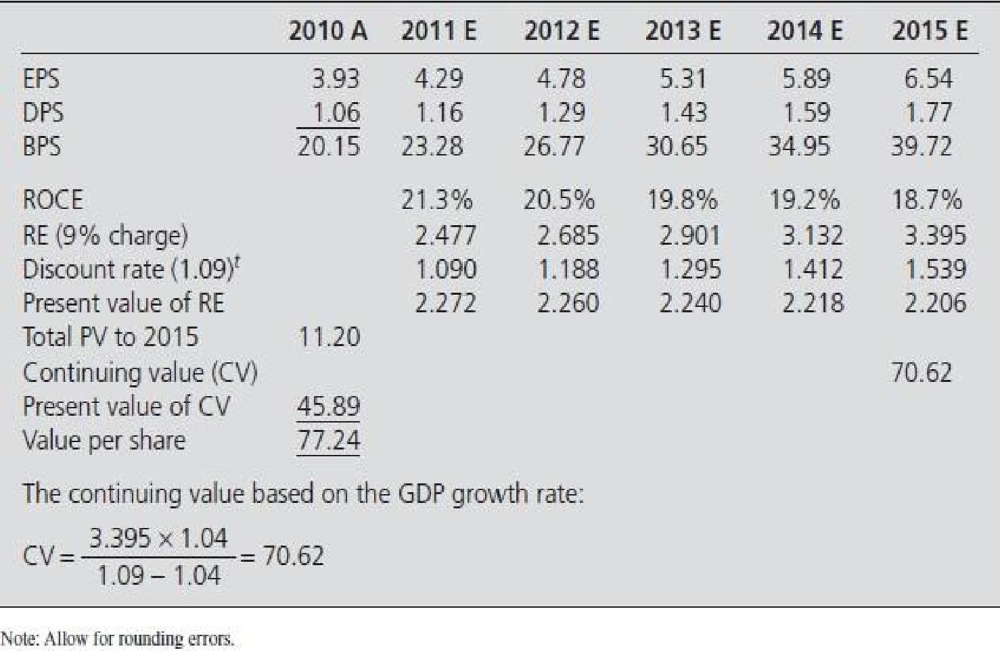 2010 A 2011 E 2012 E 2013 E 2014 E 2015 E
EPS 3.93 4.29 4.78 5.31 5.89 6.54
DPS 1.06 1.16 1.29 1.43 1.59 1.77
BPS 20.15 23.28 26.77 30.65 34.95 39.72
ROCE 21.3% 20.5% 19.8% 19.2% 18.7%
RE (9% charge) 2.477 2.685 2.901 3.132 3.395
Discount rate (1.09)ᵗ 1.090 1.188 1.295 1.412 1.539
Present value of RE 2.272 2.260 2.240 2.218 2.206
Total PV to 2015 11.20
Continuing value (CV) 70.62
Present value of CV 45.89
Value per share 77.24
The continuing value based on the GDP growth rate:
3.395 × 1.04
CV = = 70.62
1.09 – 1.04
Note: Allow for rounding errors.